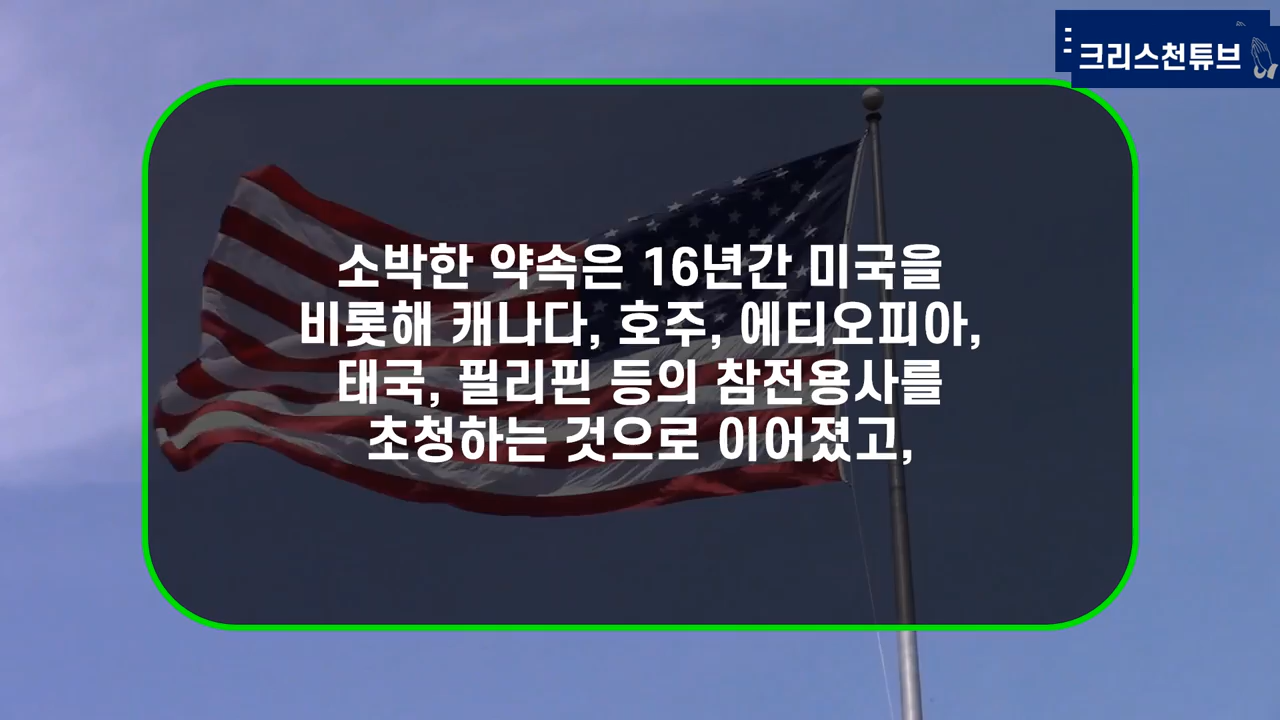 크리스천튜브
소박한 약속은 16년간 미국을
비롯해 캐나다, 호주, 에티오피아,
태국, 필리핀 등의 참전용사를
초청하는 것으로 이어졌고,